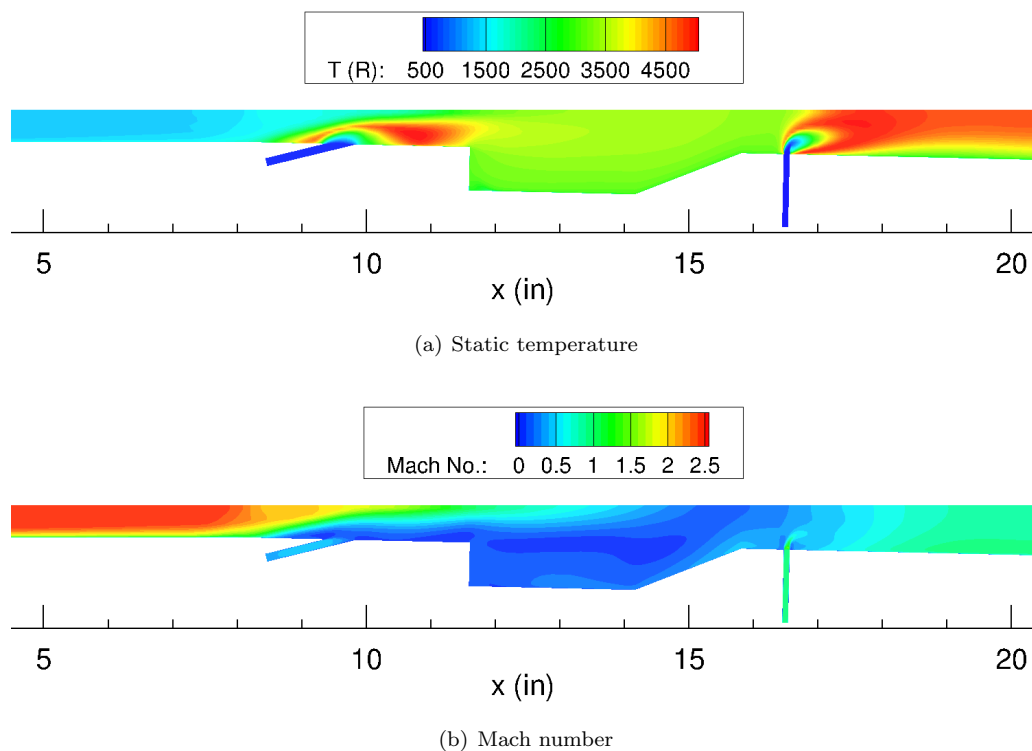 T (R): 500 1500 2500 3500 4500
5 10 15 20
x (in)
(a) Static temperature
Mach No.: 0 0.5 1 1.5 2 2.5
5 10 15 20
x (in)
(b) Mach number